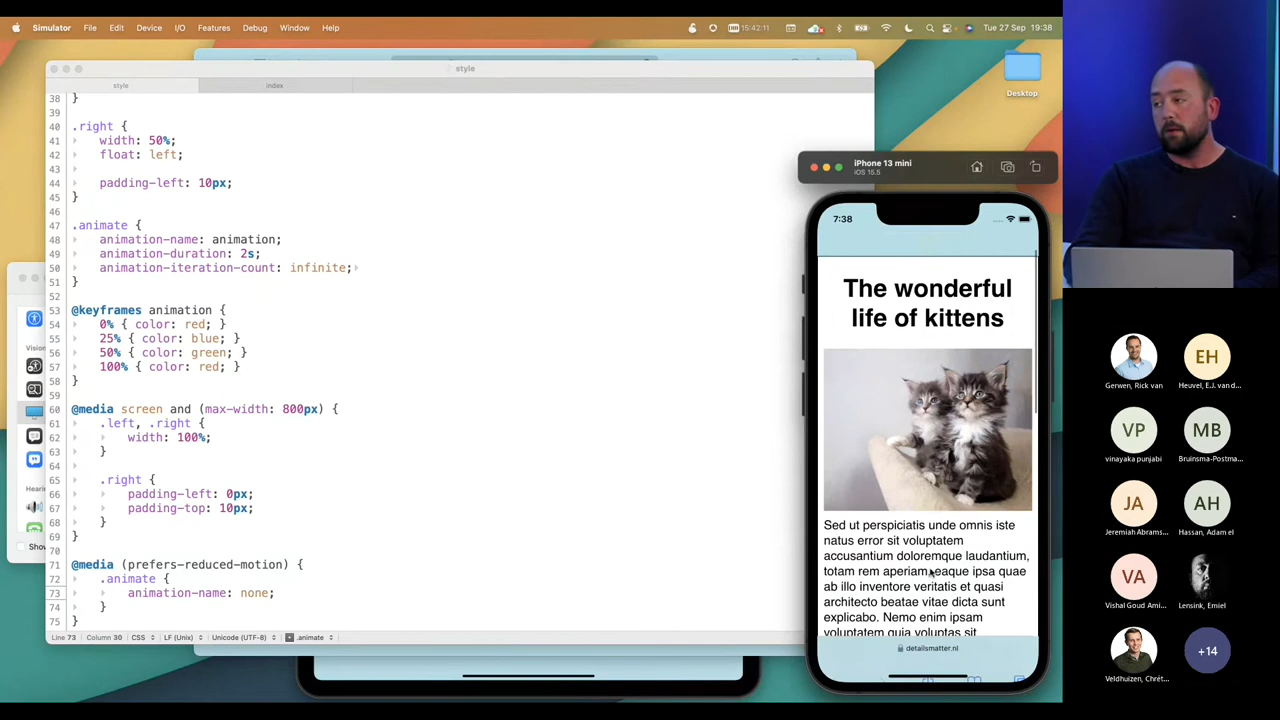 Simulator File Edit Device I/O Features Debug Window Help 15:42:11 Tue 27 Sep 19:38
style
style index
Desktop
38 }
39
40 .right {
41 width: 50%;
42 float: left;
43
44 padding-left: 10px;
45 }
46
47 .animate {
48 animation-name: animation;
49 animation-duration: 2s;
50 animation-iteration-count: infinite;
51 }
52
53 @keyframes animation {
54 0% { color: red; }
55 25% { color: blue; }
56 50% { color: green; }
57 100% { color: red; }
58 }
59
60 @media screen and (max-width: 800px) {
61 .left, .right {
62 width: 100%;
63 }
64
65 .right {
66 padding-left: 0px;
67 padding-top: 10px;
68 }
69 }
70
71 @media (prefers-reduced-motion) {
72 .animate {
73 animation-name: none;
74 }
75 }
Line 73 Column 30 CSS LF (Unix) Unicode (UTF-8) .animate
Vision
Hearin
Show
iPhone 13 mini
iOS 15.5
7:38
The wonderful
life of kittens
Sed ut perspiciatis unde omnis iste
natus error sit voluptatem
accusantium doloremque laudantium,
totam rem aperiam, eaque ipsa quae
ab illo inventore veritatis et quasi
architecto beatae vitae dicta sunt
explicabo. Nemo enim ipsam
voluptatem quia voluptas sit
detailsmatter.nl
EH
Gerwen, Rick van
Heuvel, E.J. van d...
VP MB
vinayaka punjabi
Bruinsma-Postma...
JA AH
Jeremiah Abrams...
Hassan, Adam el
VA
Vishal Goud Ami...
Lensink, Emiel
+14
Veldhuizen, Chrét...